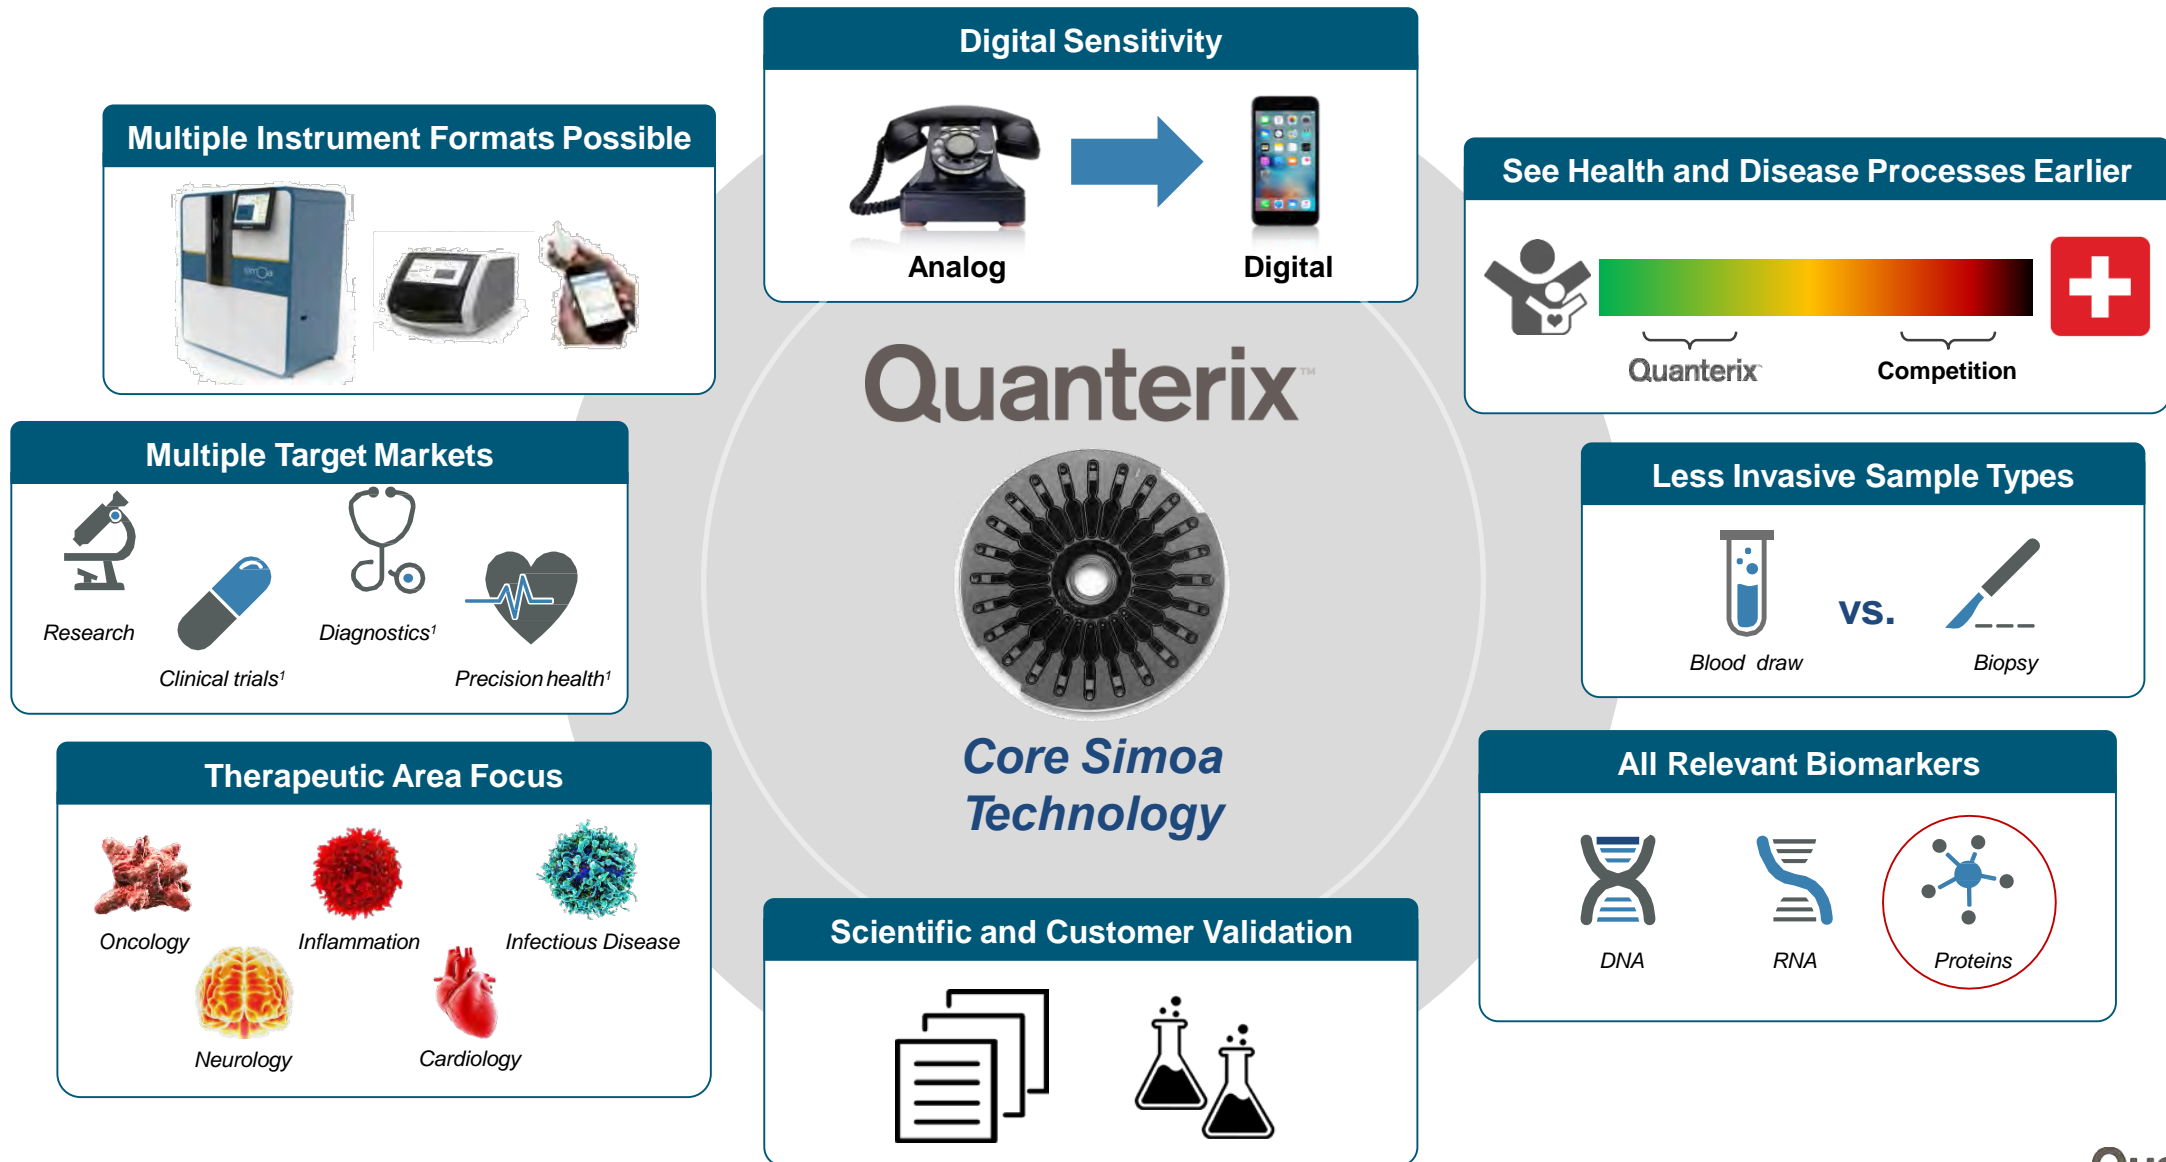 Digital Sensitivity
Analog
Digital
Multiple Instrument Formats Possible
simoa
See Health and Disease Processes Earlier
Quanterix
Competition
Quanterix™
Multiple Target Markets
Research
Clinical trials¹
Diagnostics¹
Precision health¹
Less Invasive Sample Types
Blood draw
vs.
Biopsy
Core Simoa
Technology
Therapeutic Area Focus
Oncology
Inflammation
Infectious Disease
Neurology
Cardiology
All Relevant Biomarkers
DNA
RNA
Proteins
Scientific and Customer Validation